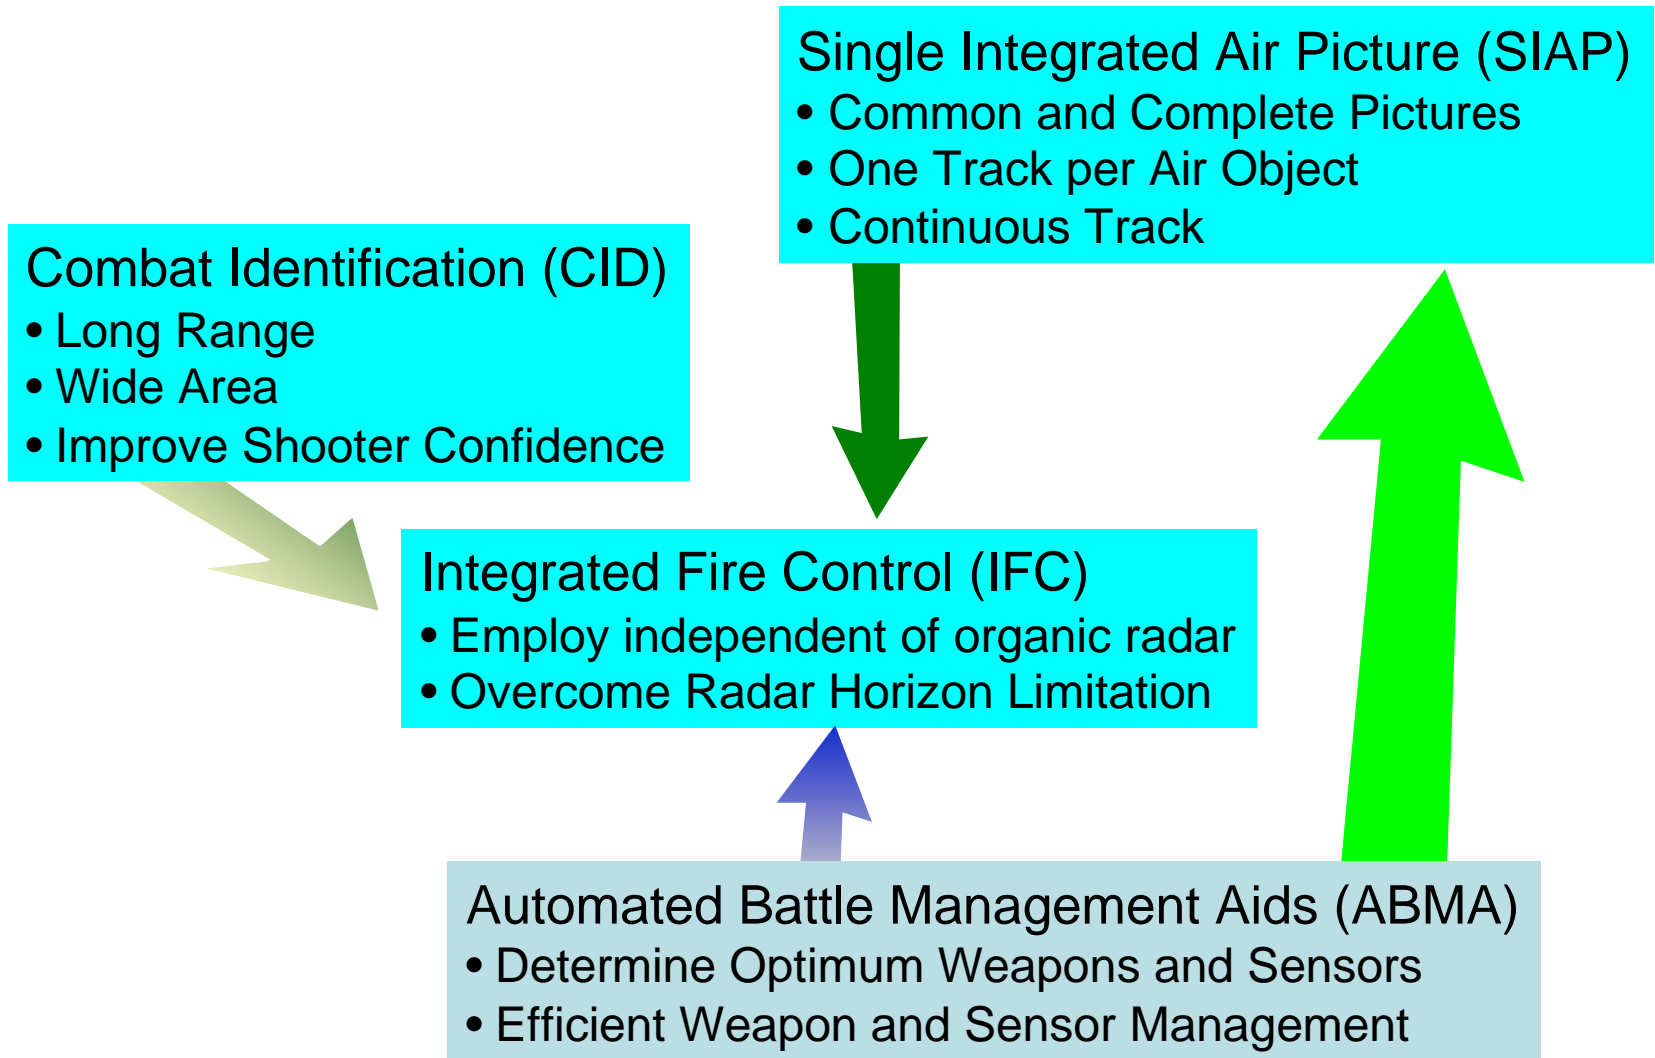 Single Integrated Air Picture (SIAP)
• Common and Complete Pictures
• One Track per Air Object
• Continuous Track
Combat Identification (CID)
• Long Range
• Wide Area
• Improve Shooter Confidence
Integrated Fire Control (IFC)
• Employ independent of organic radar
• Overcome Radar Horizon Limitation
Automated Battle Management Aids (ABMA)
• Determine Optimum Weapons and Sensors
• Efficient Weapon and Sensor Management